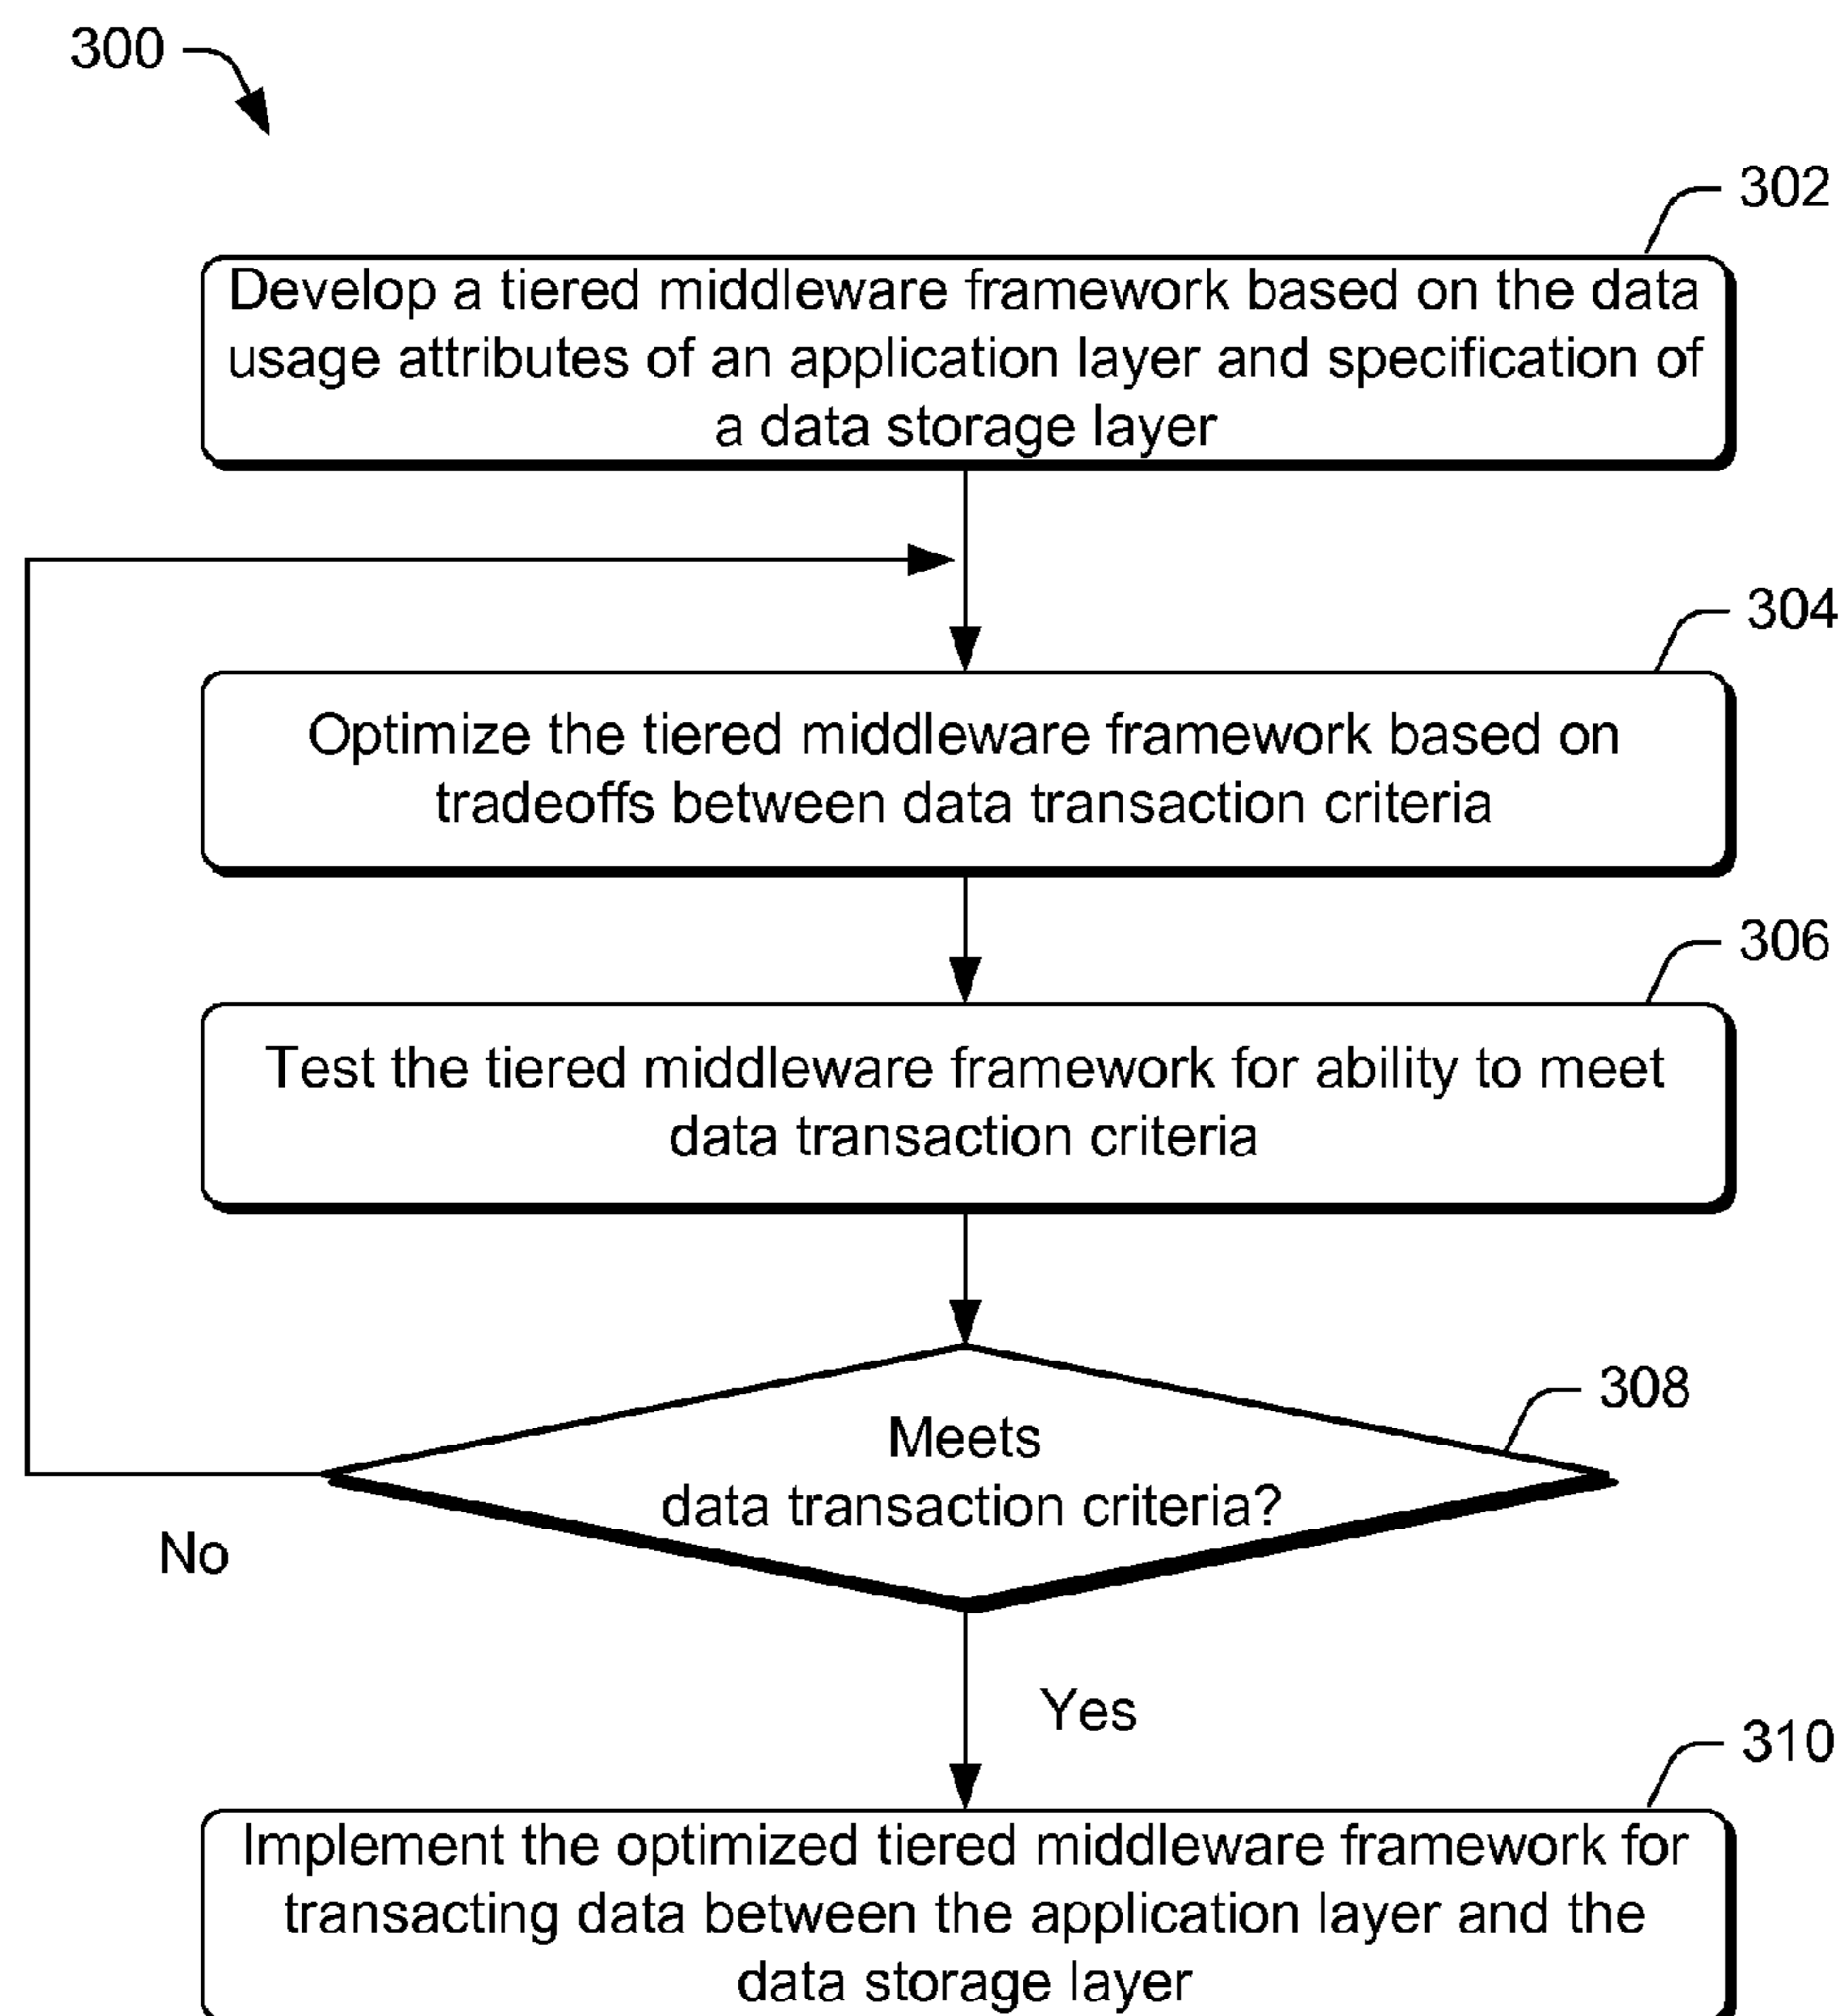 300
302
Develop a tiered middleware framework based on the data
usage attributes of an application layer and specification of
a data storage layer
304
Optimize the tiered middleware framework based on
tradeoffs between data transaction criteria
306
Test the tiered middleware framework for ability to meet
data transaction criteria
308
Meets
data transaction criteria?
No
Yes
310
Implement the optimized tiered middleware framework for
transacting data between the application layer and the
data storage layer